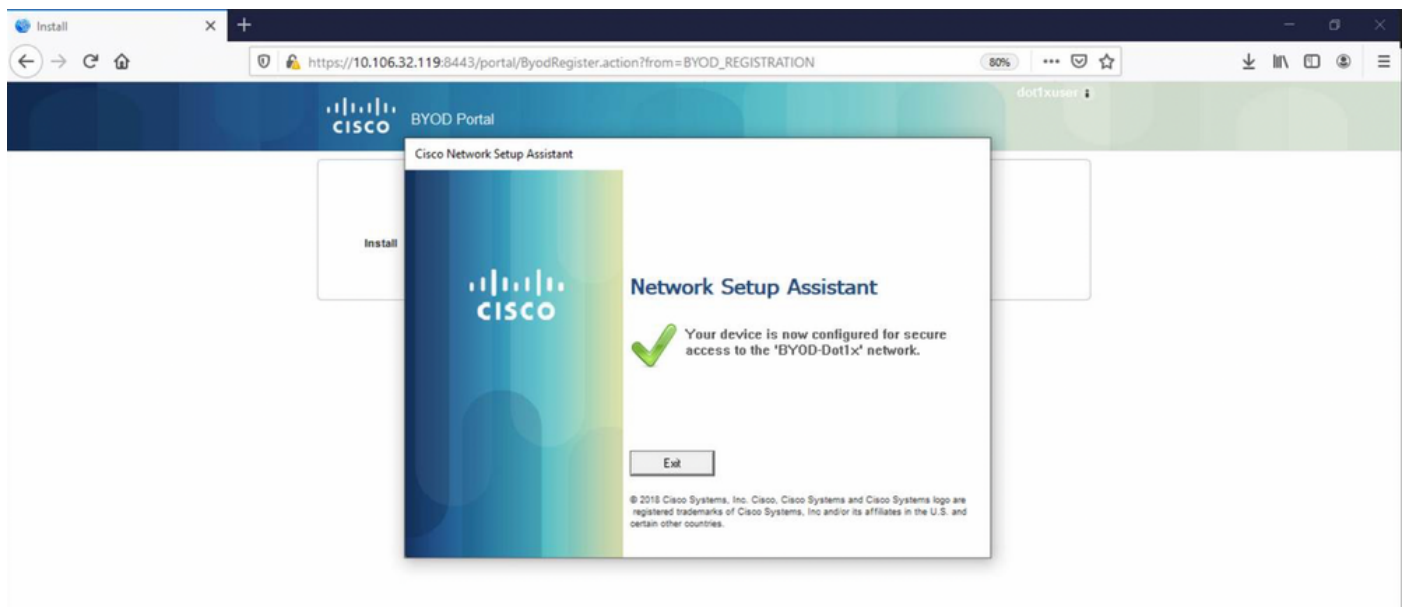 Install
https://10.106.32.119:8443/portal/ByodRegister.action?from=BYOD_REGISTRATION
80%
dot1xuser
CISCO
BYOD Portal
Cisco Network Setup Assistant
Install
CISCO
Network Setup Assistant
Your device is now configured for secure
access to the 'BYOD-Dot1x' network.
Exit
© 2018 Cisco Systems, Inc. Cisco, Cisco Systems and Cisco Systems logo are
registered trademarks of Cisco Systems, Inc and/or its affiliates in the U.S. and
certain other countries.